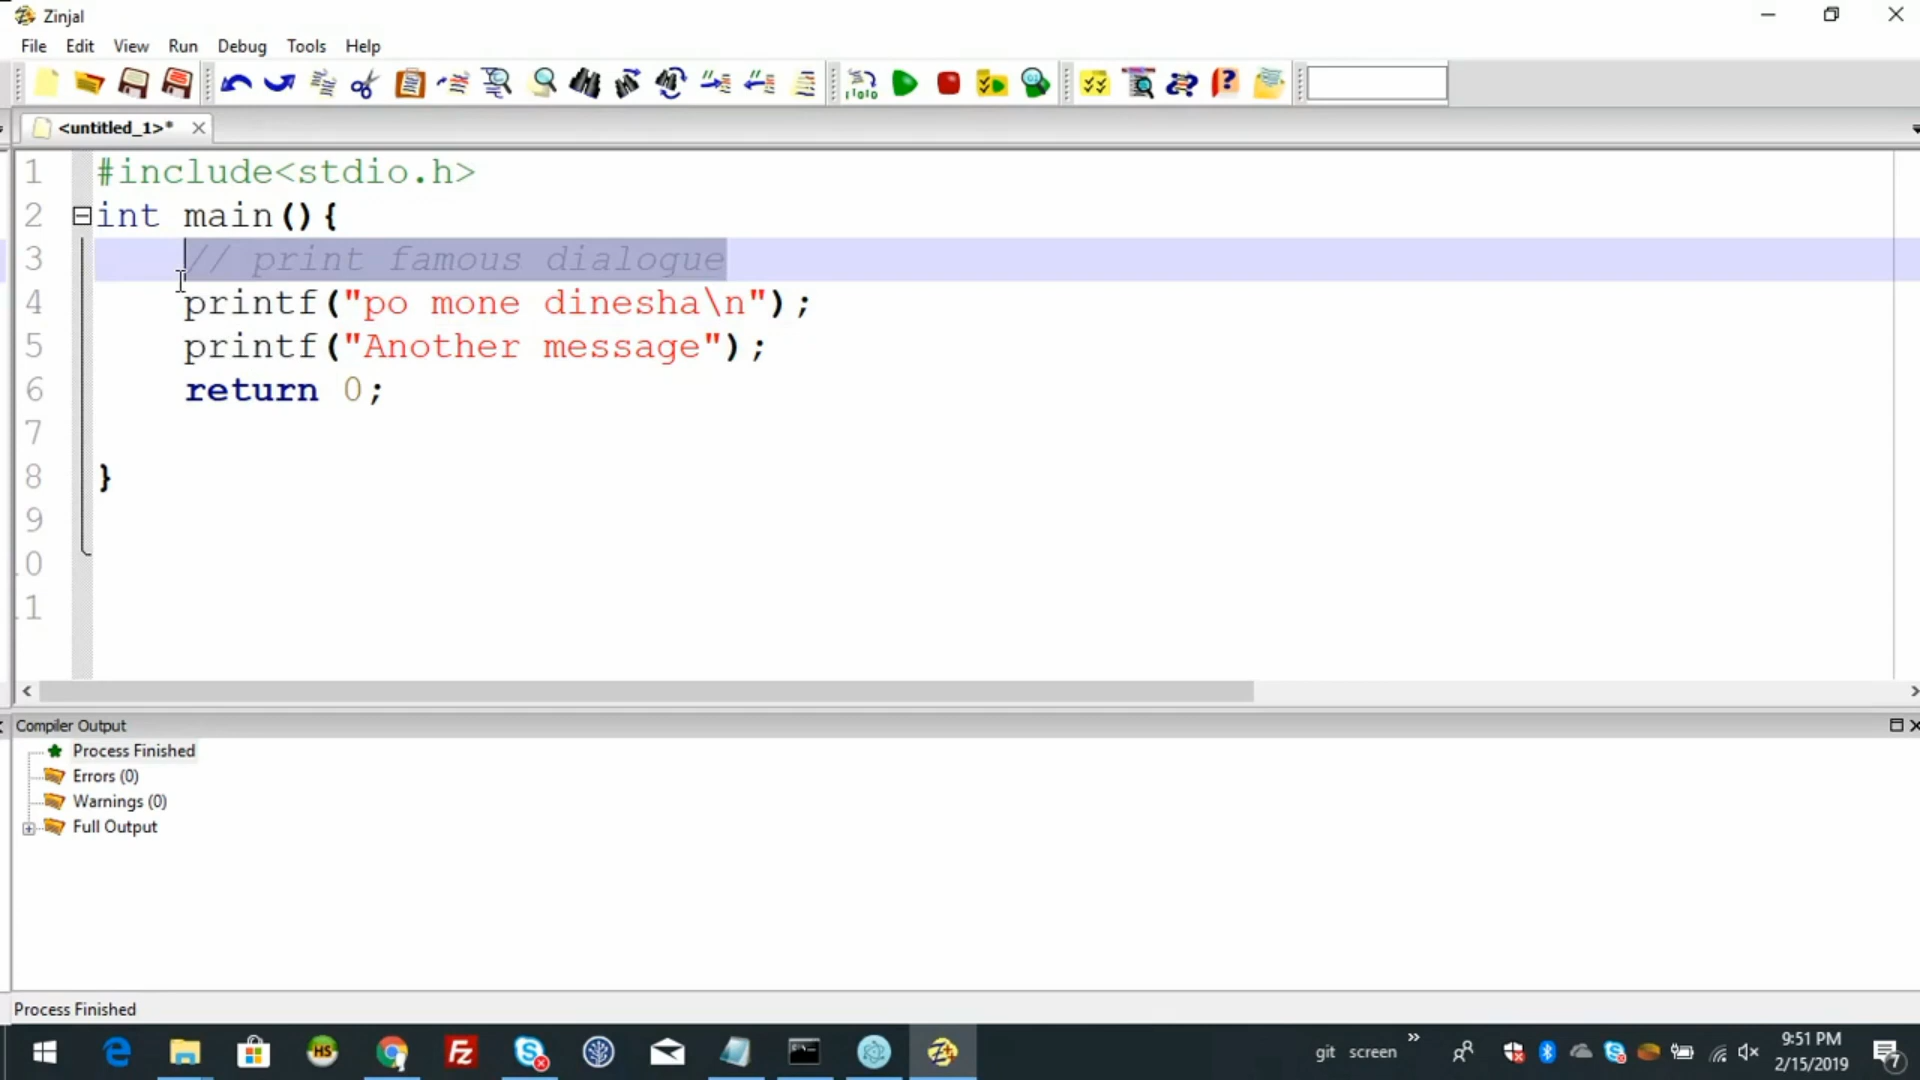 Zinjal
File Edit View Run Debug Tools Help
<untitled_1>*
1 #include<stdio.h>
2 int main(){
3 // print famous dialogue
4 printf("po mone dinesha\n");
5 printf("Another message");
6 return 0;
7
8 }
9
.0
.1
Compiler Output
Process Finished
Errors (0)
Warnings (0)
Full Output
Process Finished
git screen
9:51 PM
2/15/2019
7